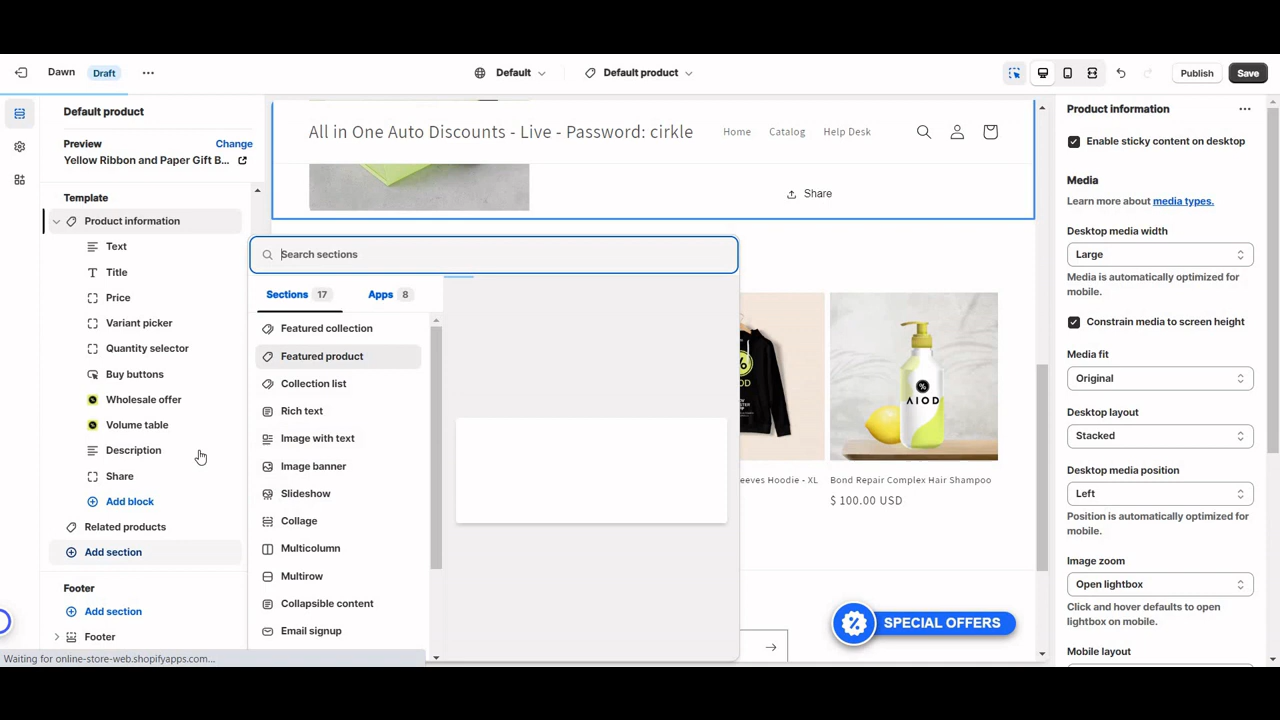 Dawn
Draft
Default
Default product
Publish
Save
Default product
Preview
Change
Yellow Ribbon and Paper Gift B...
Template
Product information
Text
Title
Price
Variant picker
Quantity selector
Buy buttons
Wholesale offer
Volume table
Description
Share
Add block
Related products
Add section
Footer
Add section
Footer
Waiting for online-store-web.shopifyapps.com...
All in One Auto Discounts - Live - Password: cirkle
Home
Catalog
Help Desk
Share
Search sections
Sections 17
Apps 8
Featured collection
Featured product
Collection list
Rich text
Image with text
Image banner
Slideshow
Collage
Multicolumn
Multirow
Collapsible content
Email signup
AIOD
eeves Hoodie - XL
Bond Repair Complex Hair Shampoo
$ 100.00 USD
SPECIAL OFFERS
Product information
Enable sticky content on desktop
Media
Learn more about media types.
Desktop media width
Large
Media is automatically optimized for
mobile.
Constrain media to screen height
Media fit
Original
Desktop layout
Stacked
Desktop media position
Left
Position is automatically optimized for
mobile.
Image zoom
Open lightbox
Click and hover defaults to open
lightbox on mobile.
Mobile layout